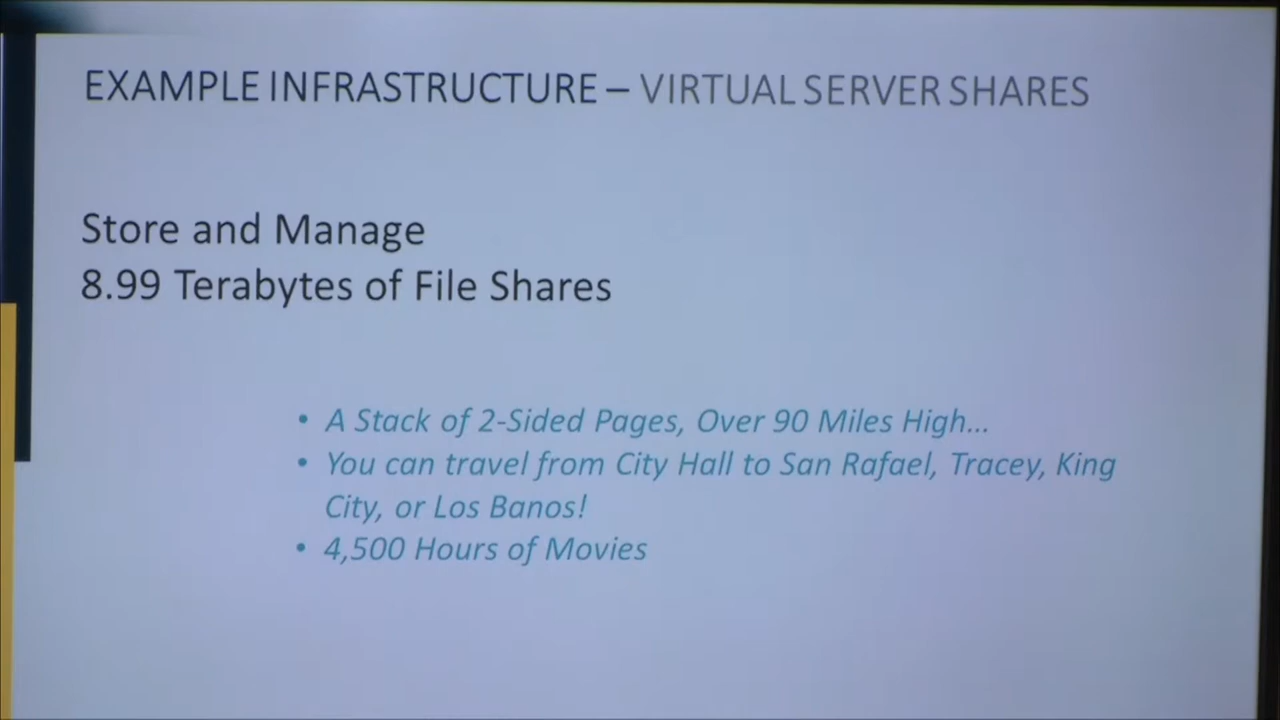 EXAMPLE INFRASTRUCTURE – VIRTUAL SERVER SHARES
Store and Manage
8.99 Terabytes of File Shares
• A Stack of 2-Sided Pages, Over 90 Miles High...
• You can travel from City Hall to San Rafael, Tracey, King
City, or Los Banos!
• 4,500 Hours of Movies